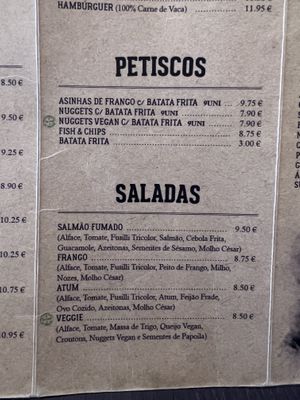 HAMBÚRGUER (100% Carne de Vaca) ... 11.95 €
PETISCOS
ASINHAS DE FRANGO C/ BATATA FRITA 9UNI ... 9.75 €
NUGGETS C/ BATATA FRITA 9UNI ... 7.90 €
NUGGETS VEGAN C/ BATATA FRITA 9UNI ... 7.90 €
FISH & CHIPS ... 8.75 €
BATATA FRITA ... 3.00 €
SALADAS
SALMÃO FUMADO ... 9.50 €
(Alface, Tomate, Fusilli Tricolor, Salmão, Cebola Frita,
Guacamole, Azeitonas, Sementes de Sésamo, Molho César)
FRANGO ... 8.75 €
(Alface, Tomate, Fusilli Tricolor, Peito de Frango, Milho,
Nozes, Molho César)
ATUM ... 8.50 €
(Alface, Tomate, Fusilli Tricolor, Atum, Feijão Frade,
Ovo Cozido, Azeitonas, Molho César)
VEGGIE ... 8.50 €
(Alface, Tomate, Massa de Trigo, Queijo Vegan,
Croutons, Nuggets Vegan e Sementes de Papoila)
8.50 €
9.50 €
9.25 €
8.90 €
10.25 €
10.25 €
10.75 €
10.95 €